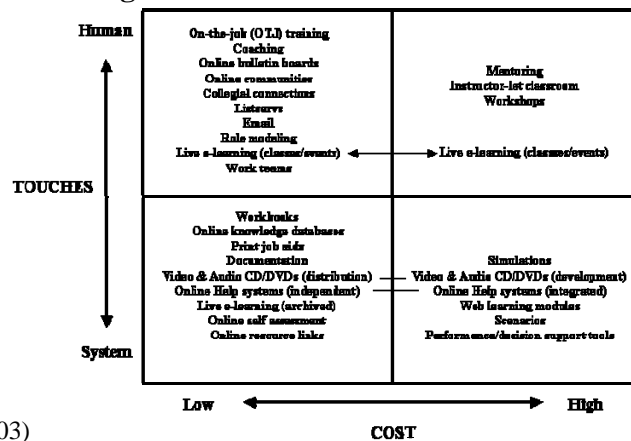 Human
On-the-job (OTJ) training
Coaching
Online bulletin boards
Online communities
Collegial connections
Listservs
Email
Role modeling
Live e-learning (classes/events)
Work teams
Mentoring
Instructor-led classroom
Workshops
Live e-learning (classes/events)
TOUCHES
Workbooks
Online knowledge databases
Print job aids
Documentation
Video & Audio CD/DVDs (distribution)
Online Help systems (independent)
Live e-learning (archived)
Online self assessment
Online resource links
Simulations
Video & Audio CD/DVDs (development)
Online Help systems (integrated)
Web learning modules
Scenarios
Performance/decision support tools
System
Low
High
03)
COST